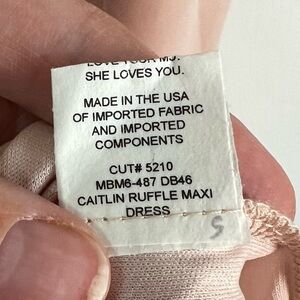 LOVE YOUR MJ.
SHE LOVES YOU.
MADE IN THE USA
OF IMPORTED FABRIC
AND IMPORTED
COMPONENTS
CUT# 5210
MBM6-487 DB46
CAITLIN RUFFLE MAXI
DRESS
S